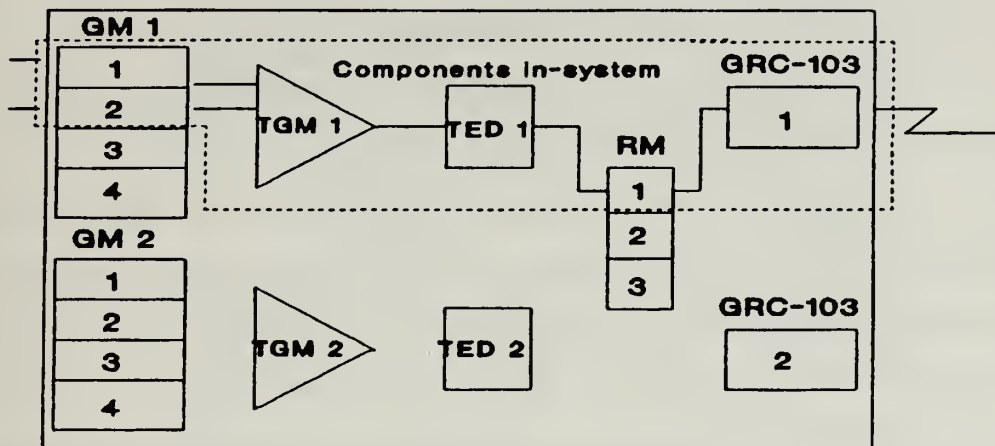 GM 1
1
2
3
4
Components in-system
TGM 1
TED 1
RM
1
2
3
GRC-103
1
GM 2
1
2
3
4
TGM 2
TED 2
GRC-103
2